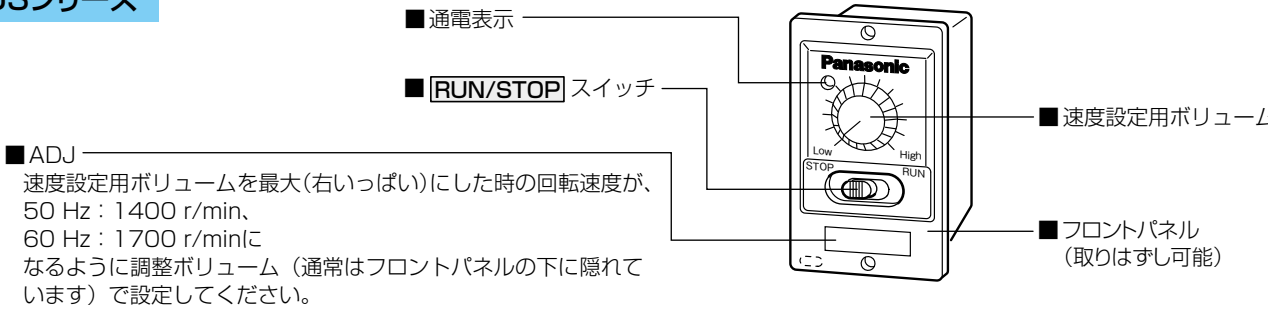 USシリーズ
■通電表示
■RUN/STOP スイッチ
■ADJ
速度設定用ボリュームを最大(右いっぱい)にした時の回転速度が、
50 Hz：1400 r/min、
60 Hz：1700 r/minに
なるように調整ボリューム（通常はフロントパネルの下に隠れて
います）で設定してください。
Panasonic
Low
High
STOP
RUN
■速度設定用ボリューム
■フロントパネル
（取りはずし可能）